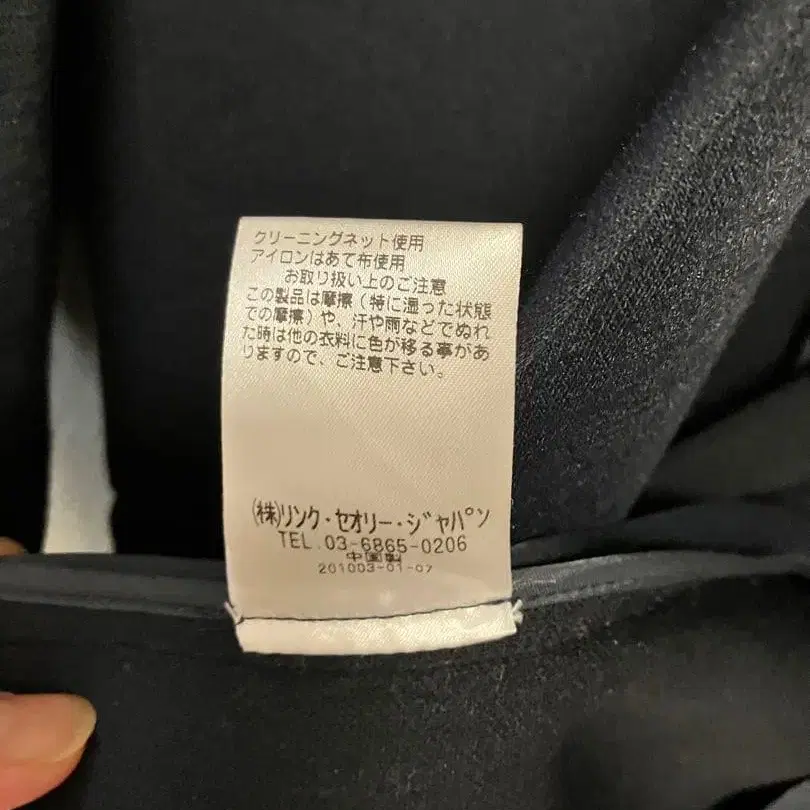 クリーニングネット使用
アイロンはあて布使用
お取り扱い上のご注意
この製品は摩擦(特に湿った状態
での摩擦)や、汗や雨などでぬれ
た時は他の衣料に色が移る事があ
りますので、ご注意下さい。
(株)リンク・セオリー・ジャパン
TEL.03-6865-0206
中国製
201003-01-07